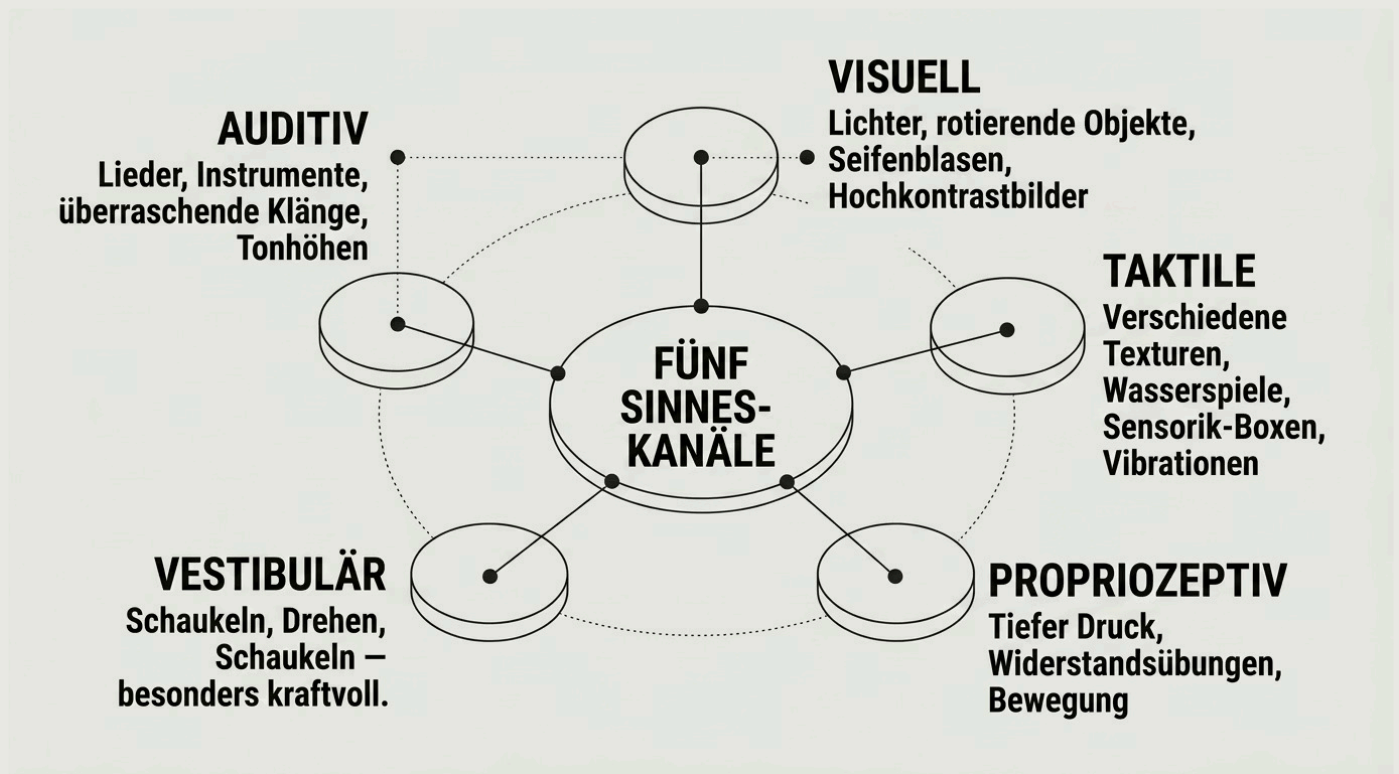 AUDITIV
Lieder, Instrumente,
überraschende Klänge,
Tonhöhen
VISUELL
Lichter, rotierende Objekte,
Seifenblasen,
Hochkontrastbilder
TAKTILE
Verschiedene
Texturen,
Wasserspiele,
Sensorik-Boxen,
Vibrationen
FÜNF
SINNES-
KANÄLE
VESTIBULÄR
Schaukeln, Drehen,
Schaukeln –
besonders kraftvoll.
PROPRIOZEPTIV
Tiefer Druck,
Widerstandsübungen,
Bewegung